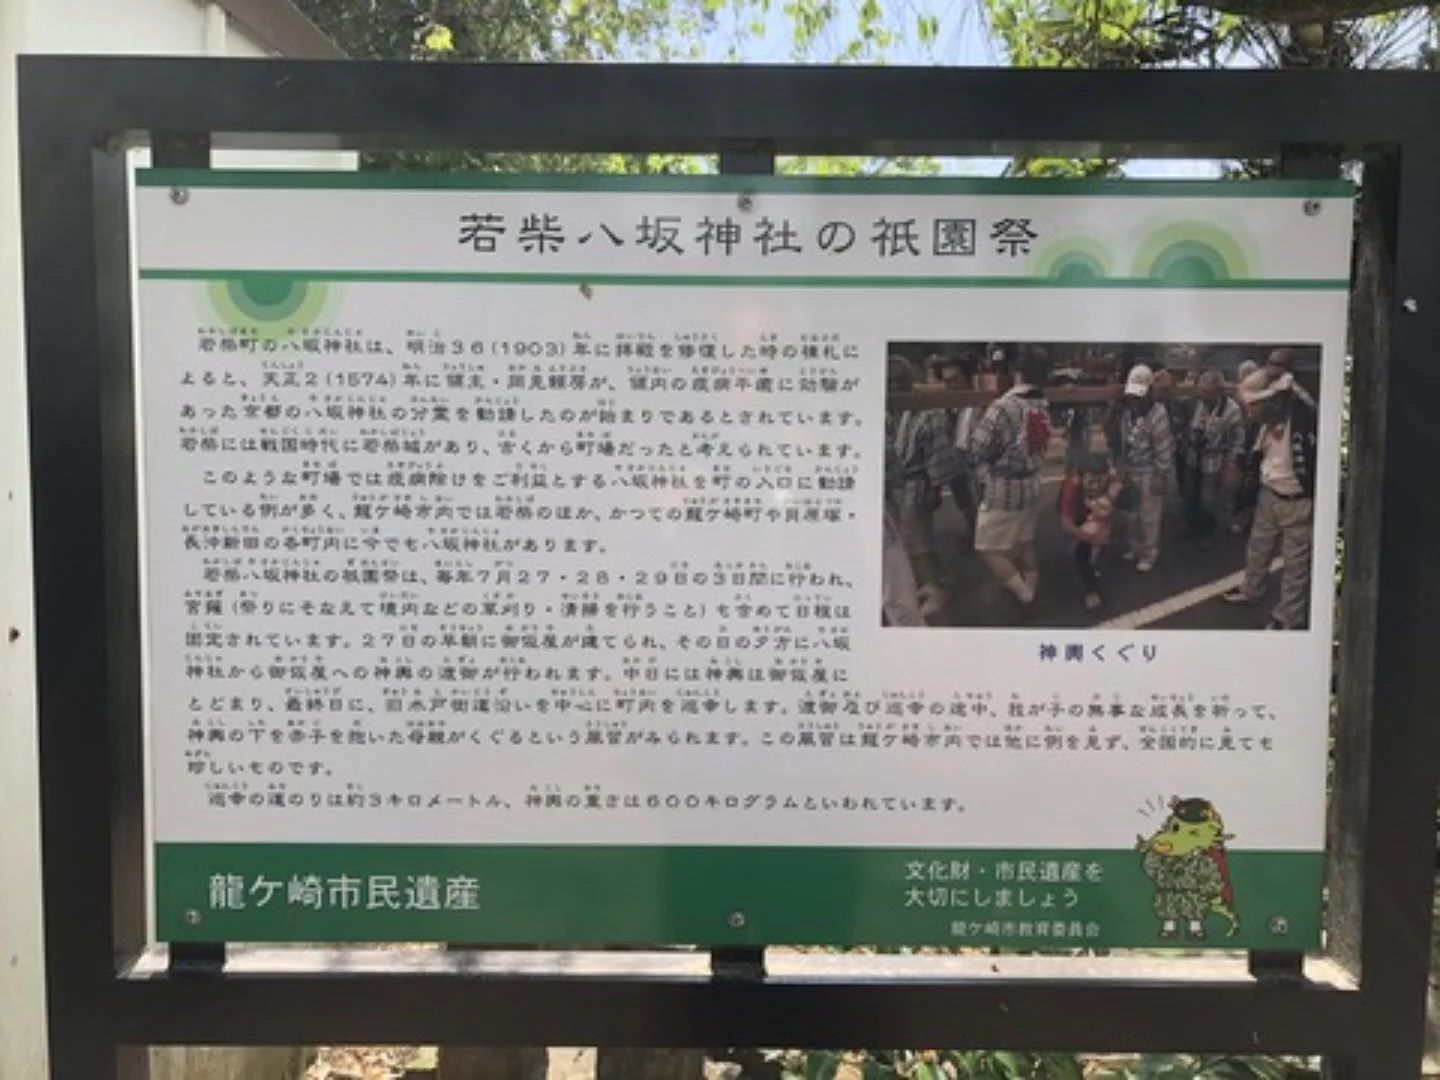 若柴八坂神社の祇園祭
若柴町の八坂神社は、明治36(1903)年に拝殿を修復した時の棟札に
よると、天正2(1574)年に領主・岡見頼房が、領内の疫病平癒に効験が
あった京都の八坂神社の分霊を勧請したのが始まりであるとされています。
若柴には戦国時代に若柴城があり、古くから町場だったと考えられています。
このような町場では疫病除けをご利益とする八坂神社を町の入口に勧請
している例が多く、龍ケ崎市内では若柴のほか、かつての龍ケ崎町や貝原塚・
長沖新田の各町内に今でも八坂神社があります。
若柴八坂神社の祇園祭は、毎年7月27・28・29日の3日間に行われ、
宮薙(祭りにそなえて境内などの草刈り・清掃を行うこと)も含めて日程は
固定されています。27日の早朝に御仮屋が建てられ、その日の夕方に八坂
神社から御仮屋への神輿の渡御が行われます。中日には神輿は御仮屋に
とどまり、最終日に、旧水戸街道沿いを中心に町内を巡幸します。渡御及び巡幸の途中、我が子の無事な成長を祈って、
神輿の下を赤子を抱いた母親がくぐるという風習がみられます。この風習は龍ケ崎市内では他に例を見ず、全国的に見ても
珍しいものです。
巡幸の道のりは約3キロメートル、神輿の重さは600キログラムといわれています。
神輿くぐり
龍ケ崎市民遺産
文化財・市民遺産を
大切にしましょう
龍ケ崎市教育委員会